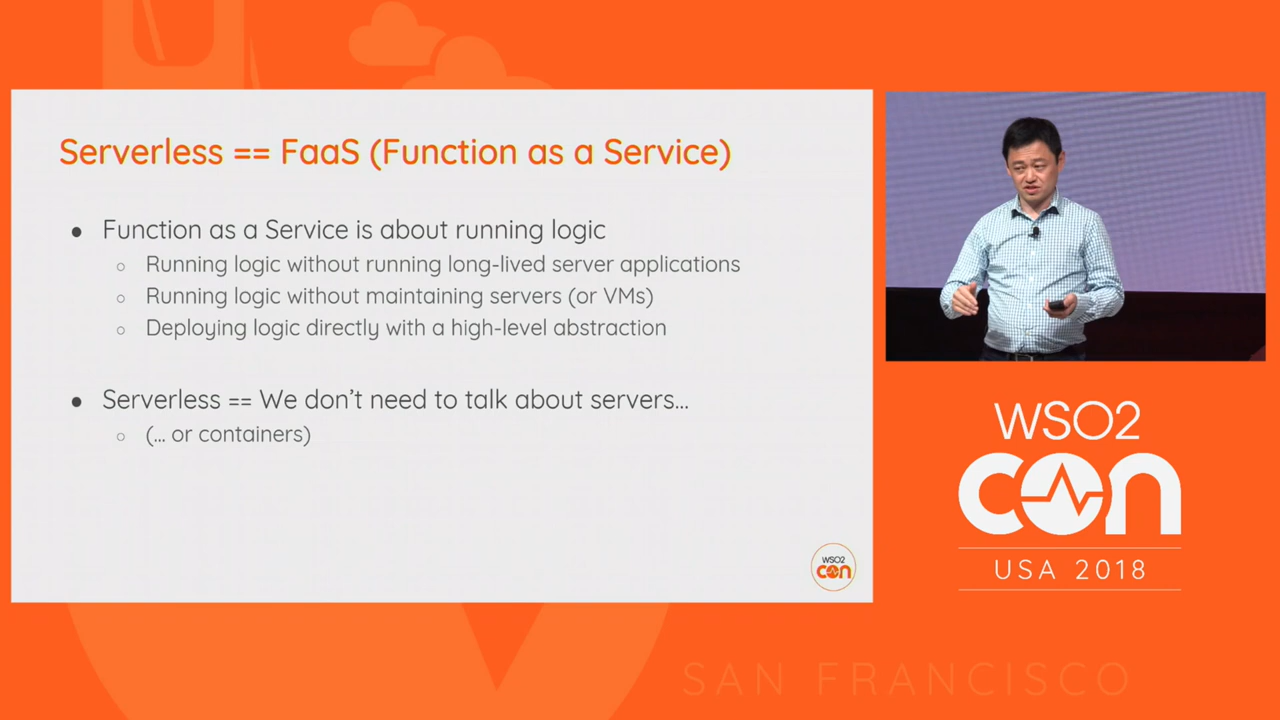 Serverless == FaaS (Function as a Service)
● Function as a Service is about running logic
○ Running logic without running long-lived server applications
○ Running logic without maintaining servers (or VMs)
○ Deploying logic directly with a high-level abstraction
● Serverless == We don’t need to talk about servers...
○ (... or containers)
WSO2
con
WSO2
con
USA 2018
SAN FRANCISCO